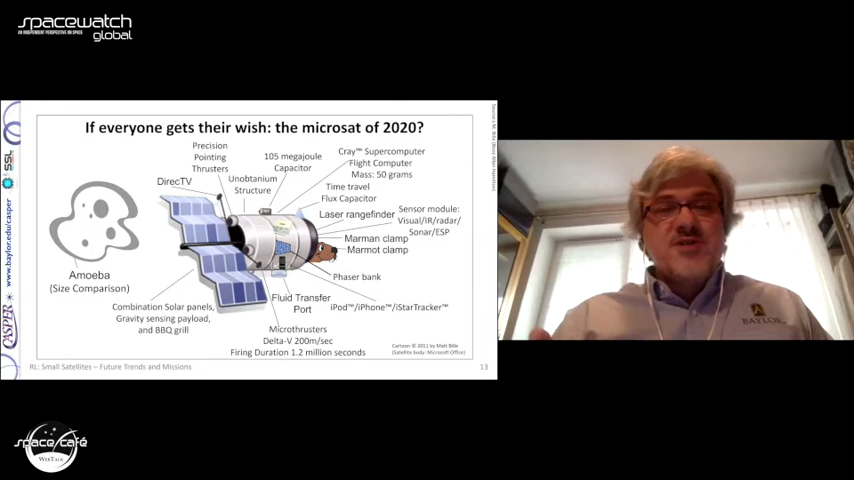 spacewatch
AN INDEPENDENT PERSPECTIVE ON SPACE
global
If everyone gets their wish: the microsat of 2020?
Precision
Pointing
Thrusters
DirecTV
Unobtanium
Structure
105 megajoule
Capacitor
Cray™ Supercomputer
Flight Computer
Mass: 50 grams
Time travel
Flux Capacitor
Laser rangefinder
Sensor module:
Visual/IR/radar/
Sonar/ESP
Marman clamp
Marmot clamp
Phaser bank
iPod™/iPhone™/iStarTracker™
Fluid Transfer
Port
Microthrusters
Delta-V 200m/sec
Firing Duration 1.2 million seconds
Amoeba
(Size Comparison)
Combination Solar panels,
Gravity sensing payload,
and BBQ grill
Cartoon © 2011 by Matt Bille
(Satellite body: Microsoft Office)
RL: Small Satellites – Future Trends and Missions
13
CASPER
www.baylor.edu/casper
SSL
BAYLOR
space café
WEBTALK